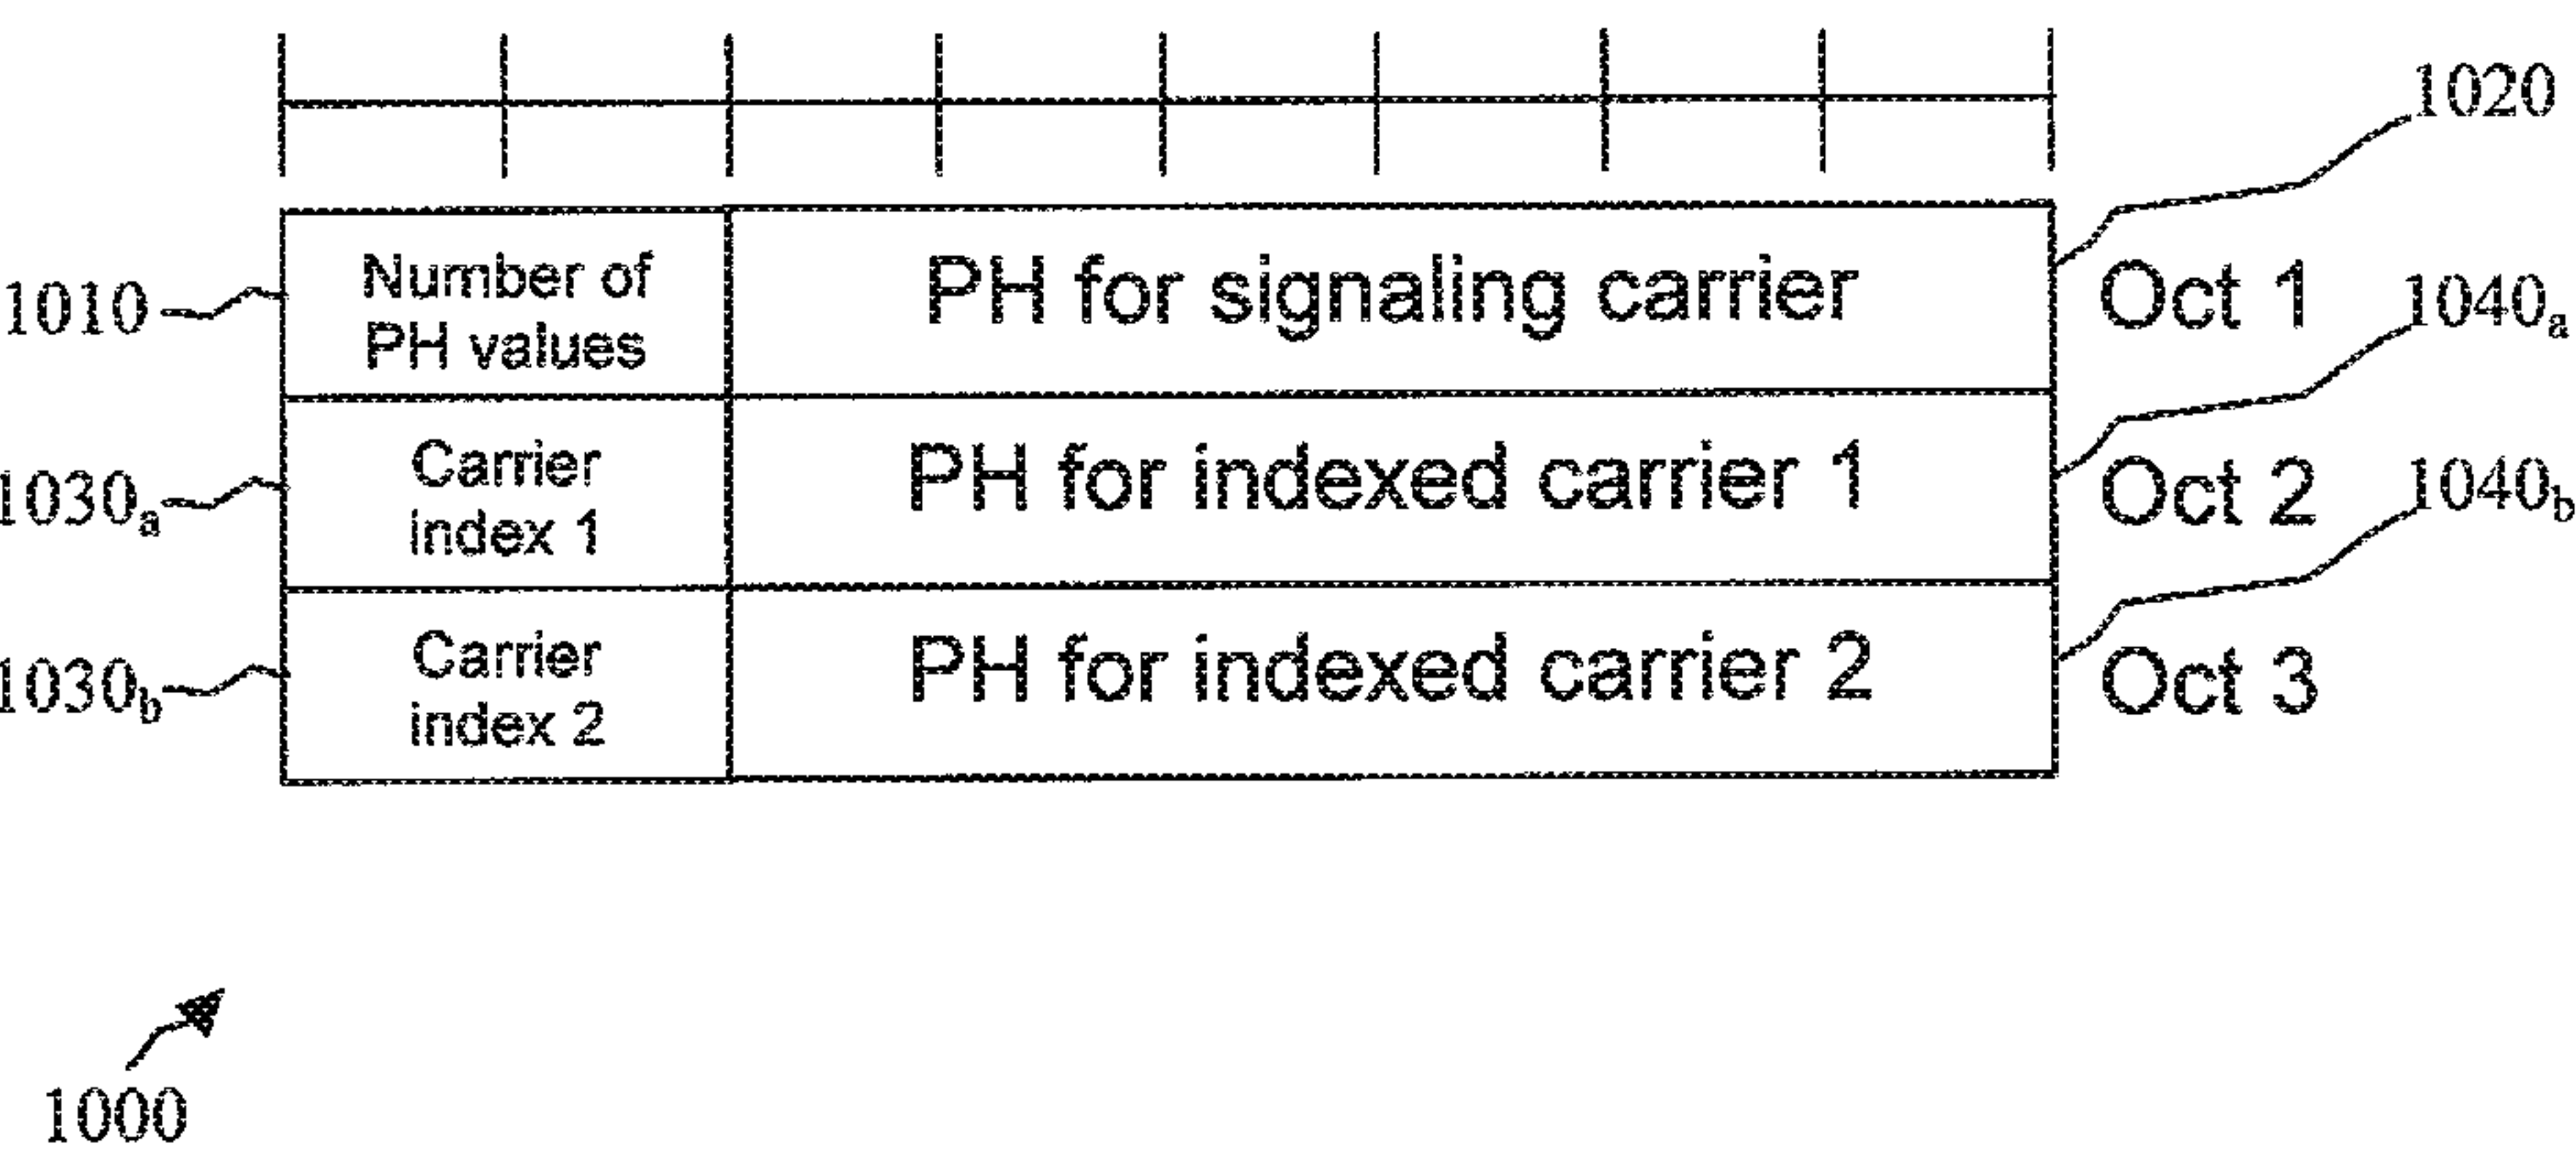 1020
1010
Number of
PH values
PH for signaling carrier
Oct 1
1040a
1030a
Carrier
index 1
PH for indexed carrier 1
Oct 2
1040b
1030b
Carrier
index 2
PH for indexed carrier 2
Oct 3
1000